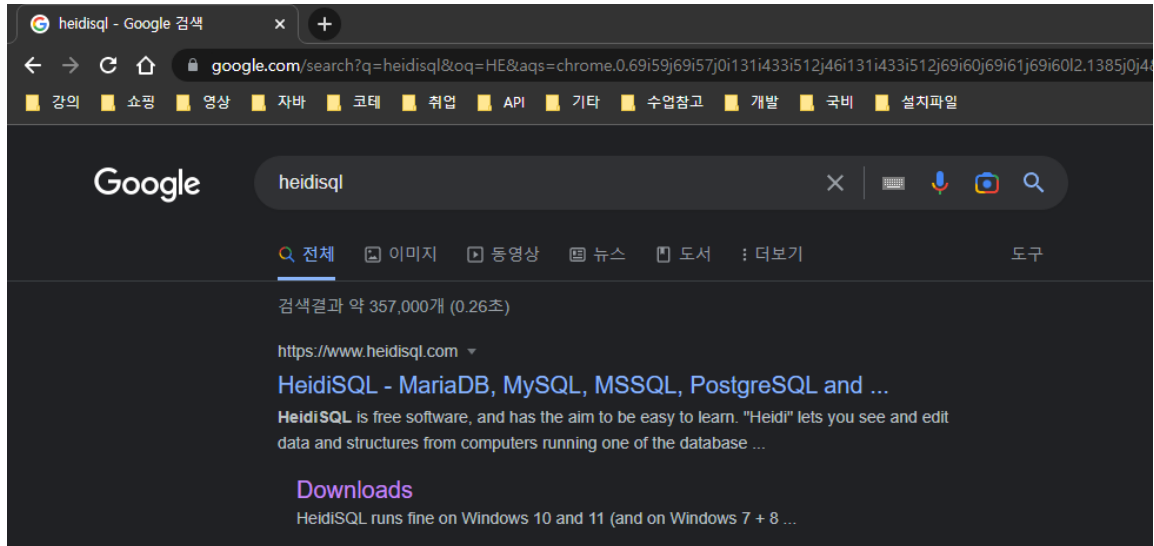 heidisql - Google 검색
google.com/search?q=heidisql&oq=HE&aqs=chrome.0.69i59j69i57j0i131i433i512j46i131i433i512j69i60j69i61j69i60l2.1385j0j4&
강의 쇼핑 영상 자바 코테 취업 API 기타 수업참고 개발 국비 설치파일
Google heidisql
전체 이미지 동영상 뉴스 도서 더보기 도구
검색결과 약 357,000개 (0.26초)
https://www.heidisql.com
HeidiSQL - MariaDB, MySQL, MSSQL, PostgreSQL and ...
HeidiSQL is free software, and has the aim to be easy to learn. "Heidi" lets you see and edit
data and structures from computers running one of the database ...
Downloads
HeidiSQL runs fine on Windows 10 and 11 (and on Windows 7 + 8 ...